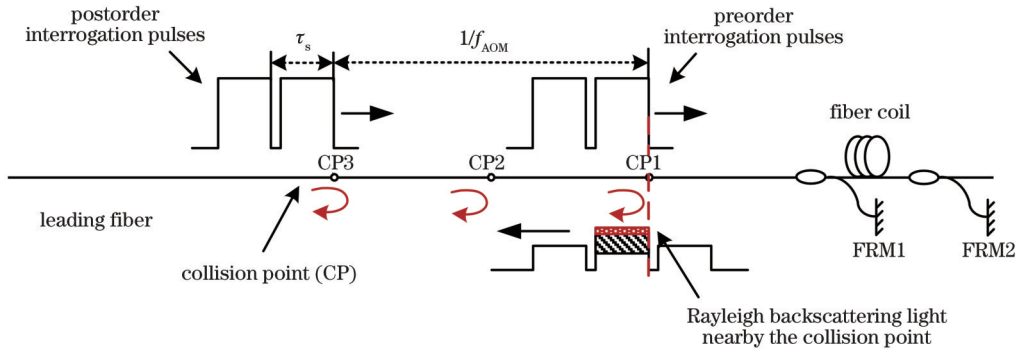 postorder
interrogation pulses
τs
1/fAOM
preorder
interrogation pulses
fiber coil
CP3
CP2
CP1
leading fiber
collision point (CP)
FRM1
FRM2
Rayleigh backscattering light
nearby the collision point